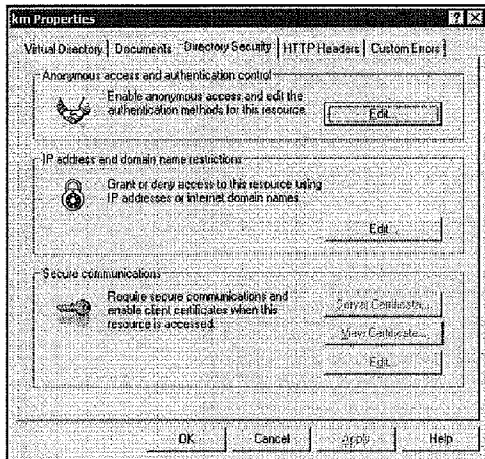 km Properties
Virtual Directory Documents Directory Security HTTP Headers Custom Errors
Anonymous access and authentication control
Enable anonymous access and edit the
authentication methods for this resource.
Edit...
IP address and domain name restrictions
Grant or deny access to this resource using
IP addresses or internet domain names.
Edit...
Secure communications
Require secure communications and
enable client certificates when this
resource is accessed.
Server Certificate...
View Certificate...
Edit...
OK Cancel Apply Help